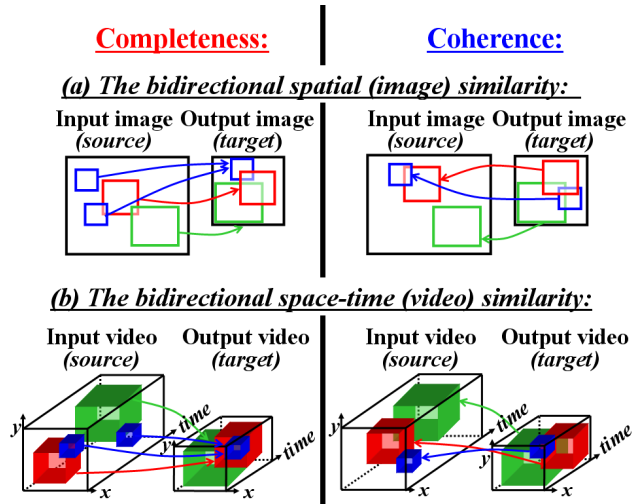 Completeness: Coherence:
(a) The bidirectional spatial (image) similarity:
Input image Output image Input image Output image
(source) (target) (source) (target)
(b) The bidirectional space-time (video) similarity:
Input video Output video Input video Output video
(source) (target) (source) (target)
y time y time y time y time
x x x x